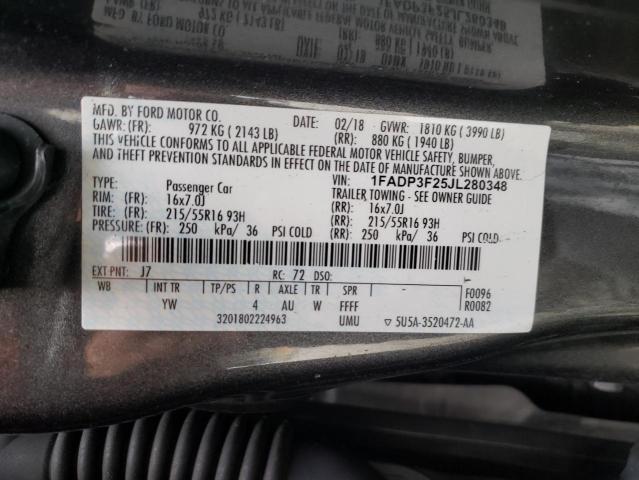 MFD. BY FORD MOTOR CO.
DATE: 02/18 GVWR: 1810 KG ( 3990 LB)
GAWR: (FR): 972 KG ( 2143 LB) (RR): 880 KG ( 1940 LB)
THIS VEHICLE CONFORMS TO ALL APPLICABLE FEDERAL MOTOR VEHICLE SAFETY, BUMPER,
AND THEFT PREVENTION STANDARDS IN EFFECT ON THE DATE OF MANUFACTURE SHOWN ABOVE.
VIN: 1FADP3F25JL280348
TYPE: Passenger Car TRAILER TOWING - SEE OWNER GUIDE
RIM: (FR): 16x7.0J (RR): 16x7.0J
TIRE: (FR): 215/55R16 93H (RR): 215/55R16 93H
PRESSURE: (FR): 250 kPa/ 36 PSI COLD (RR): 250 kPa/ 36 PSI COLD
EXT PNT: J7 RC: 72 DSO: F0096
WB INT TR TP/PS R AXLE TR SPR R0082
YW 4 AU W FFFF
3201802224963 UMU ▽ 5U5A-3520472-AA